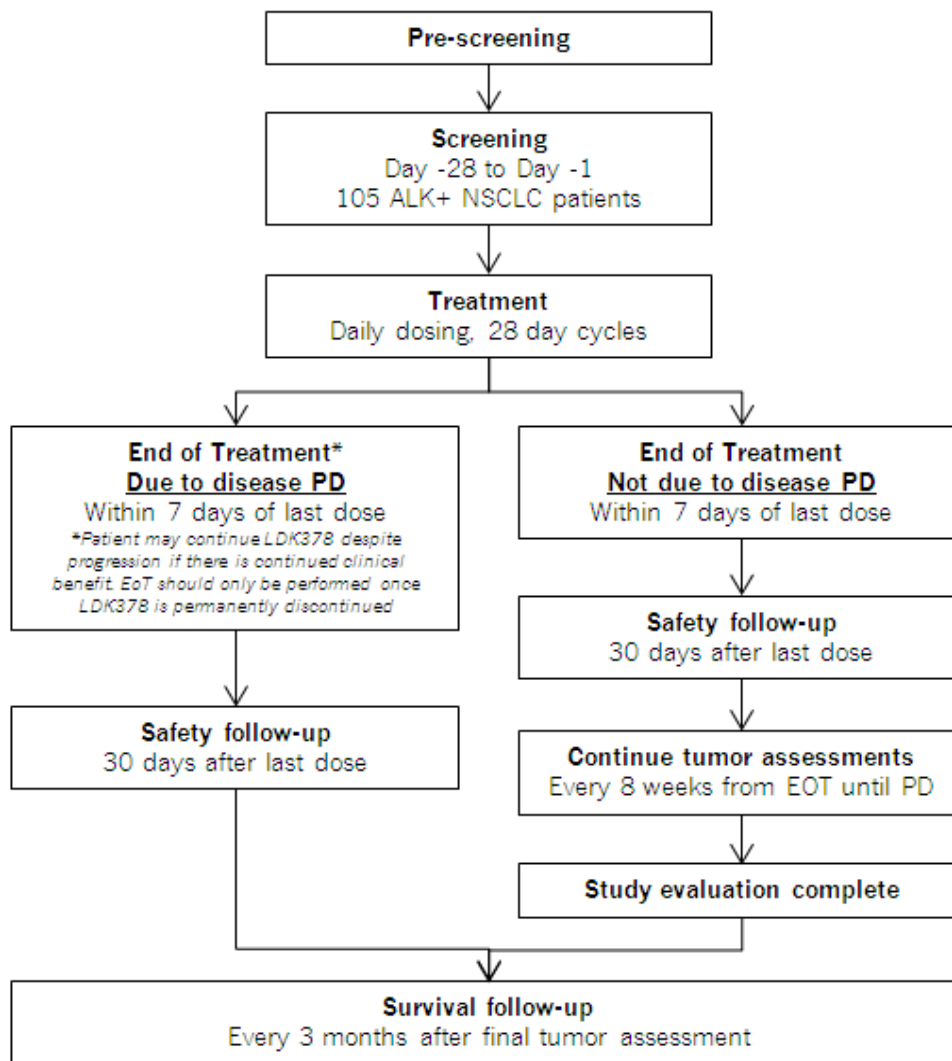 Pre-screening
Screening
Day -28 to Day -1
105 ALK+ NSCLC patients
Treatment
Daily dosing, 28 day cycles
End of Treatment*
Due to disease PD
Within 7 days of last dose
*Patient may continue LDK378 despite
progression if there is continued clinical
benefit. EoT should only be performed once
LDK378 is permanently discontinued
Safety follow-up
30 days after last dose
End of Treatment
Not due to disease PD
Within 7 days of last dose
Safety follow-up
30 days after last dose
Continue tumor assessments
Every 8 weeks from EOT until PD
Study evaluation complete
Survival follow-up
Every 3 months after final tumor assessment